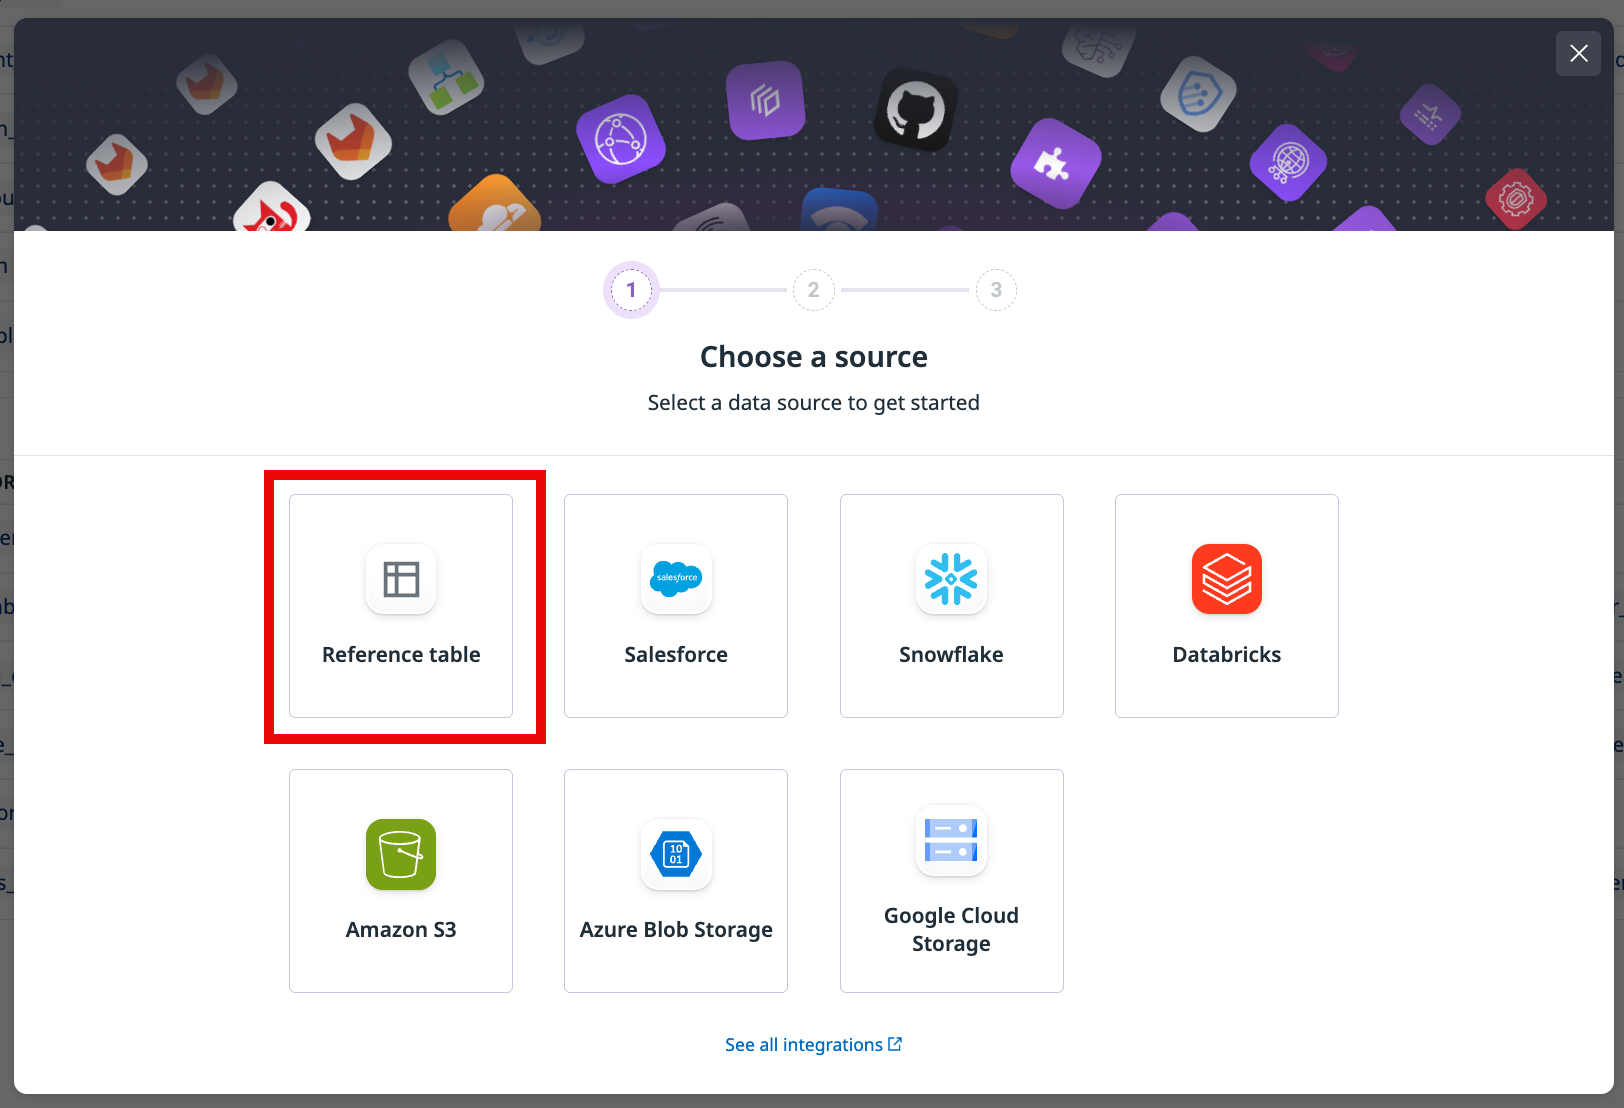 1
2
3
Choose a source
Select a data source to get started
Reference table
salesforce
Salesforce
Snowflake
Databricks
Amazon S3
10
01
Azure Blob Storage
Google Cloud
Storage
See all integrations